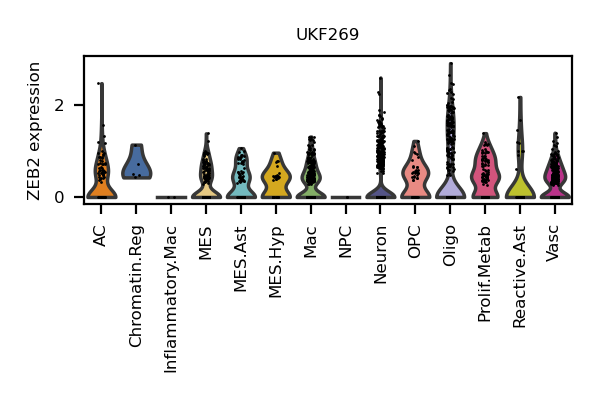 UKF269
ZEB2 expression
2
0
AC
Chromatin.Reg
Inflammatory.Mac
MES
MES.Ast
MES.Hyp
Mac
NPC
Neuron
OPC
Oligo
Prolif.Metab
Reactive.Ast
Vasc